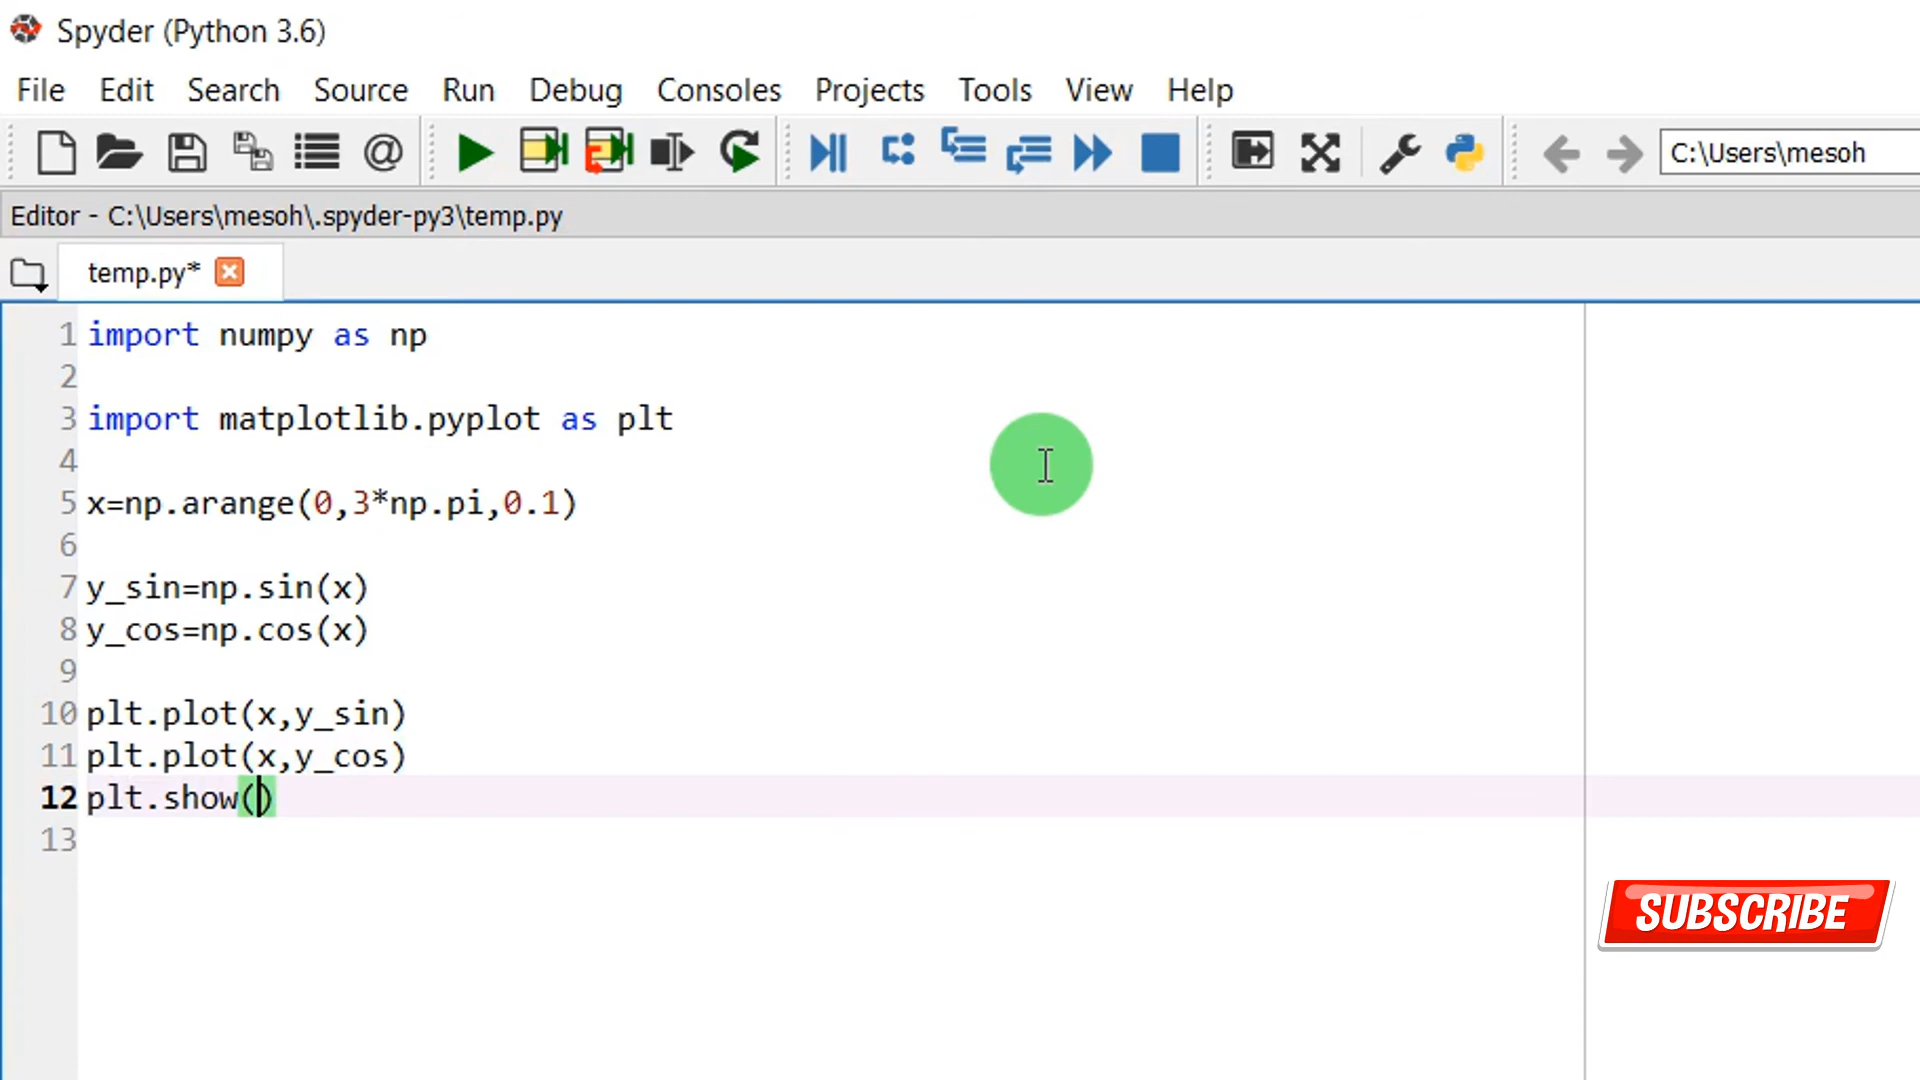 Spyder (Python 3.6)
File Edit Search Source Run Debug Consoles Projects Tools View Help
C:\Users\mesoh
Editor - C:\Users\mesoh\.spyder-py3\temp.py
temp.py*
1 import numpy as np
2
3 import matplotlib.pyplot as plt
4
5 x=np.arange(0,3*np.pi,0.1)
6
7 y_sin=np.sin(x)
8 y_cos=np.cos(x)
9
10 plt.plot(x,y_sin)
11 plt.plot(x,y_cos)
12 plt.show()
13
SUBSCRIBE